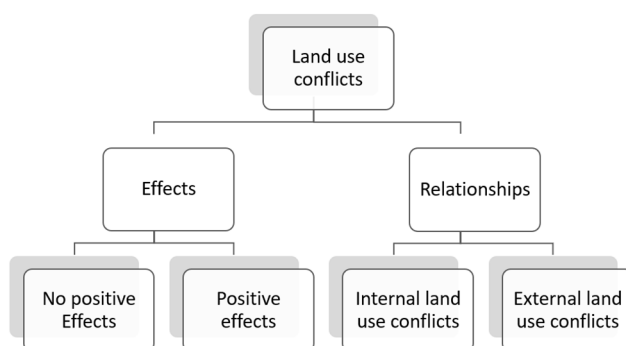 Land use
conflicts
Effects
Relationships
No positive
Effects
Positive
effects
Internal land
use conflicts
External land
use conflicts